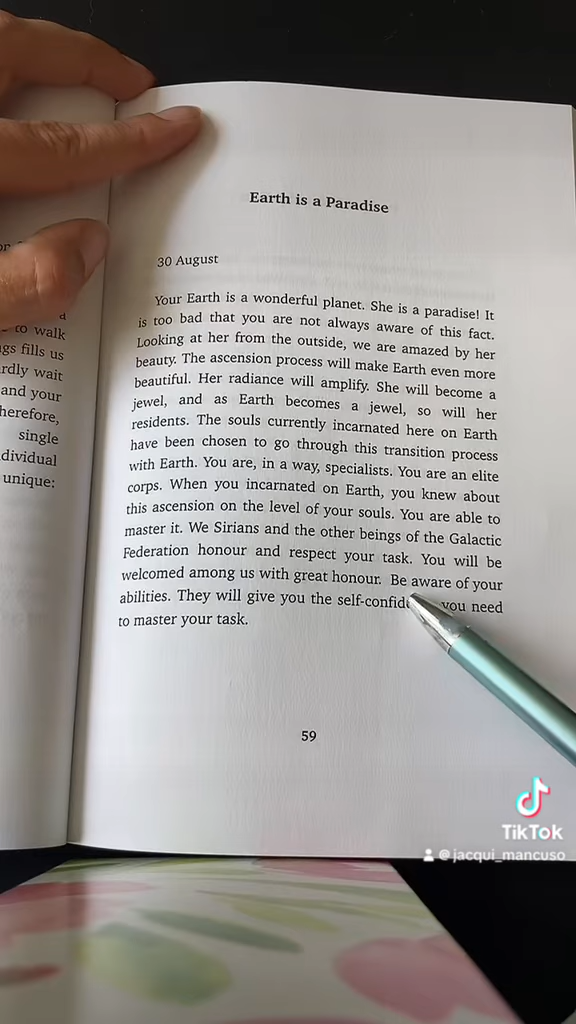 Earth is a Paradise
30 August
Your Earth is a wonderful planet. She is a paradise! It
is too bad that you are not always aware of this fact.
Looking at her from the outside, we are amazed by her
beauty. The ascension process will make Earth even more
beautiful. Her radiance will amplify. She will become a
jewel, and as Earth becomes a jewel, so will her
residents. The souls currently incarnated here on Earth
have been chosen to go through this transition process
with Earth. You are, in a way, specialists. You are an elite
corps. When you incarnated on Earth, you knew about
this ascension on the level of your souls. You are able to
master it. We Sirians and the other beings of the Galactic
Federation honour and respect your task. You will be
welcomed among us with great honour. Be aware of your
abilities. They will give you the you need
to master your task.
59
to walk
fills us
wait
and your
single
unique:
TikTok
@jacqui_mancuso